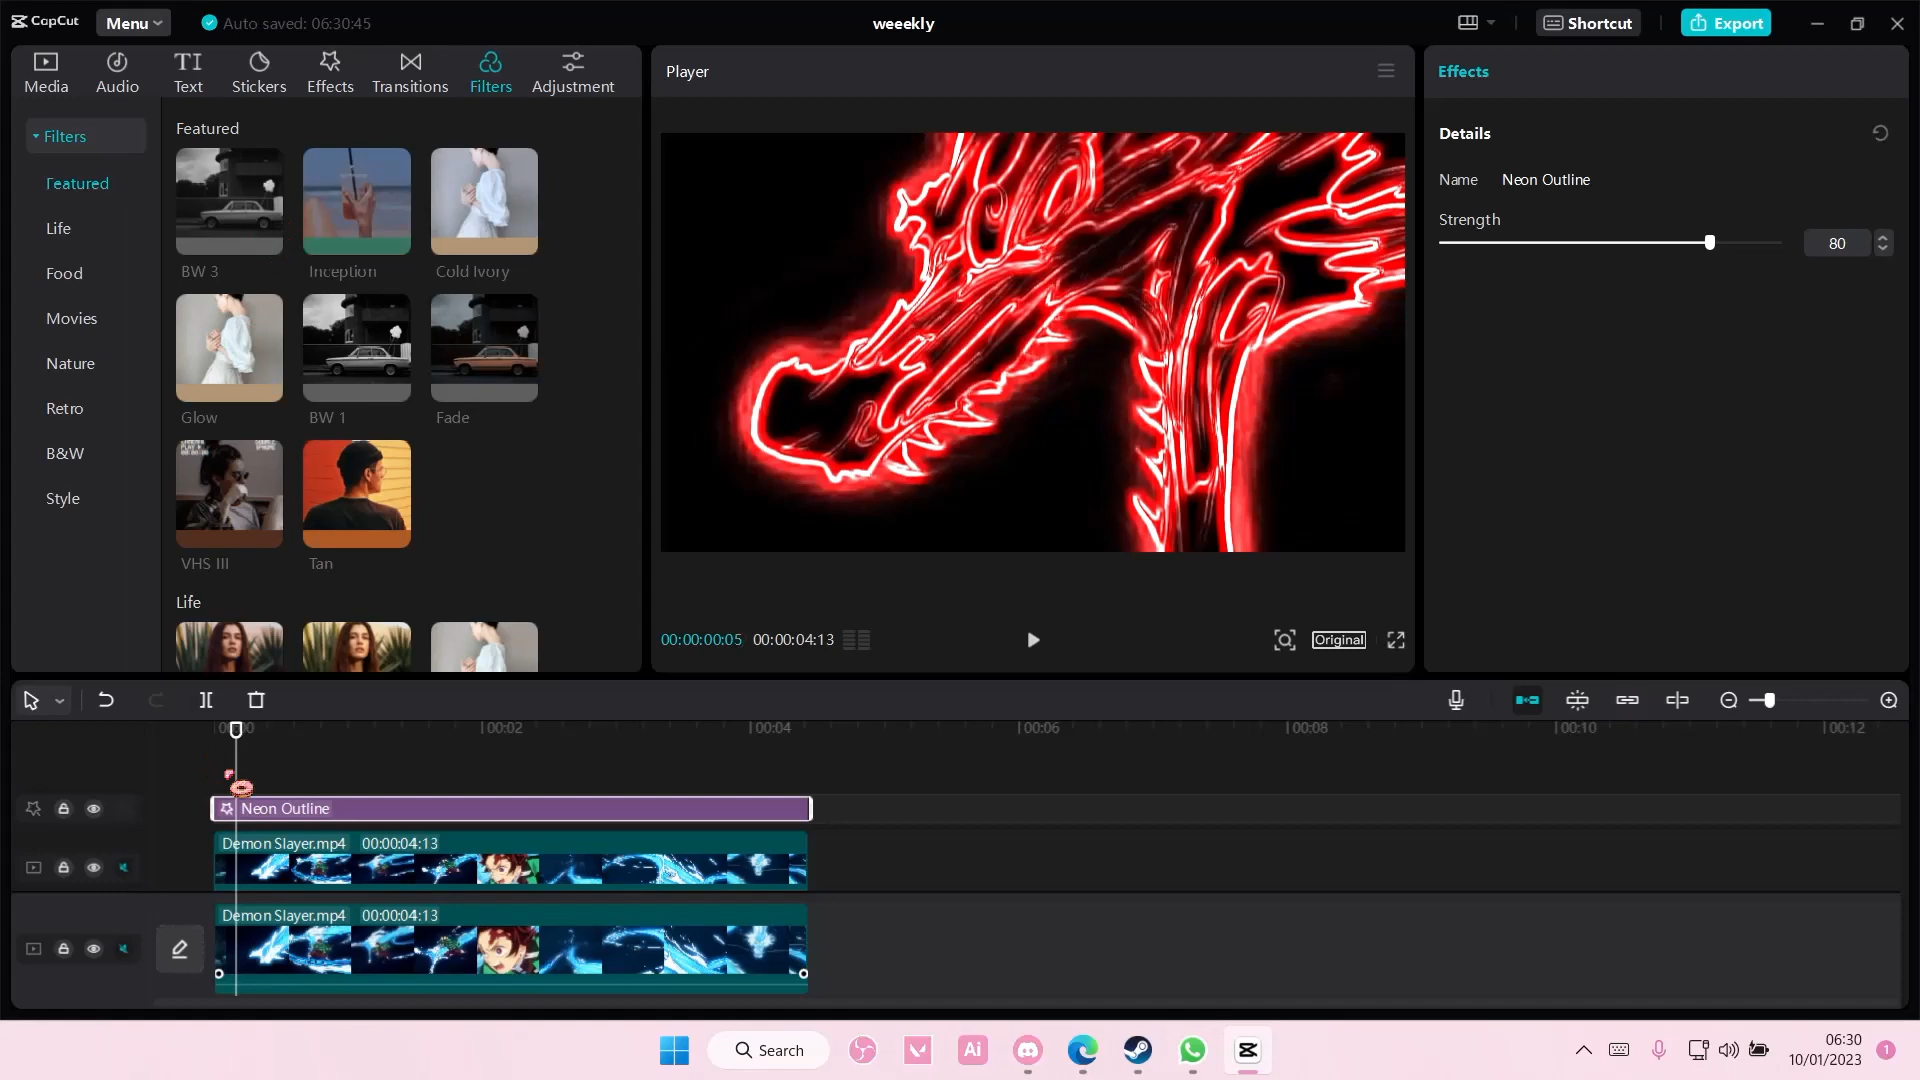 CapCut
Menu
Auto saved: 06:30:45
weeekly
Shortcut
Export
Media
Audio
TI
Text
Stickers
Effects
Transitions
Filters
Adjustment
Player
Effects
Filters
Featured
Life
Food
Movies
Nature
Retro
B&W
Style
Featured
BW 3
Inception
Cold Ivory
Glow
BW 1
Fade
VHS III
Tan
Life
Details
Name
Neon Outline
Strength
80
00:00:00:05
00:00:04:13
Original
00:02
00:04
00:06
00:08
00:10
00:12
Neon Outline
Demon Slayer.mp4 00:00:04:13
Demon Slayer.mp4 00:00:04:13
Search
Ai
06:30
10/01/2023
1